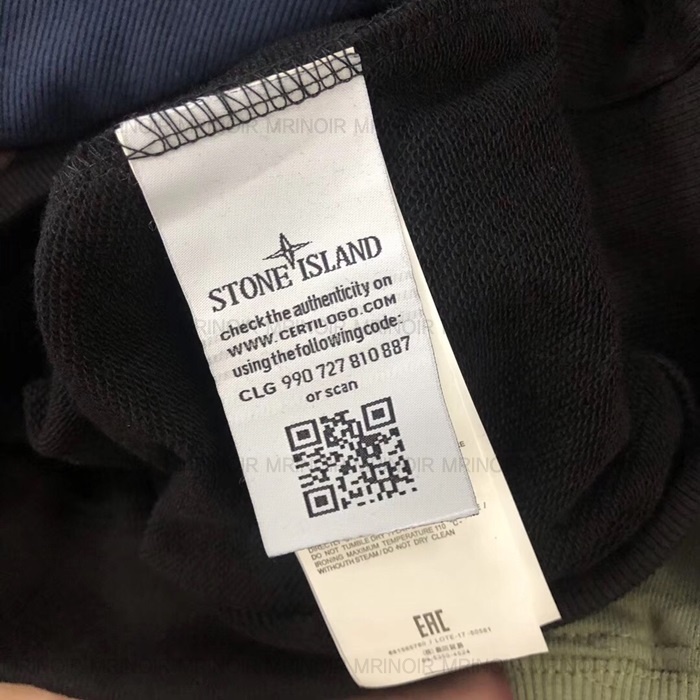 MRINOIR MRINOIR
STONE ISLAND
check the authenticity on
WWW.CERTILOGO.COM
using the following code:
CLG 990 727 810 887
or scan
DO NOT TUMBLE DRY
IRONING MAXIMUM TEMPERATURE 110 °C
WITHOUTH STEAM / DO NOT DRY CLEAN
EAC
MRINOIR